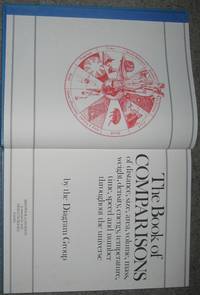 The Book of
COMPARISONS
of distance, size, area, volume, mass,
weight, density, energy, temperature,
time, speed and number
throughout the universe
by the Diagram Group